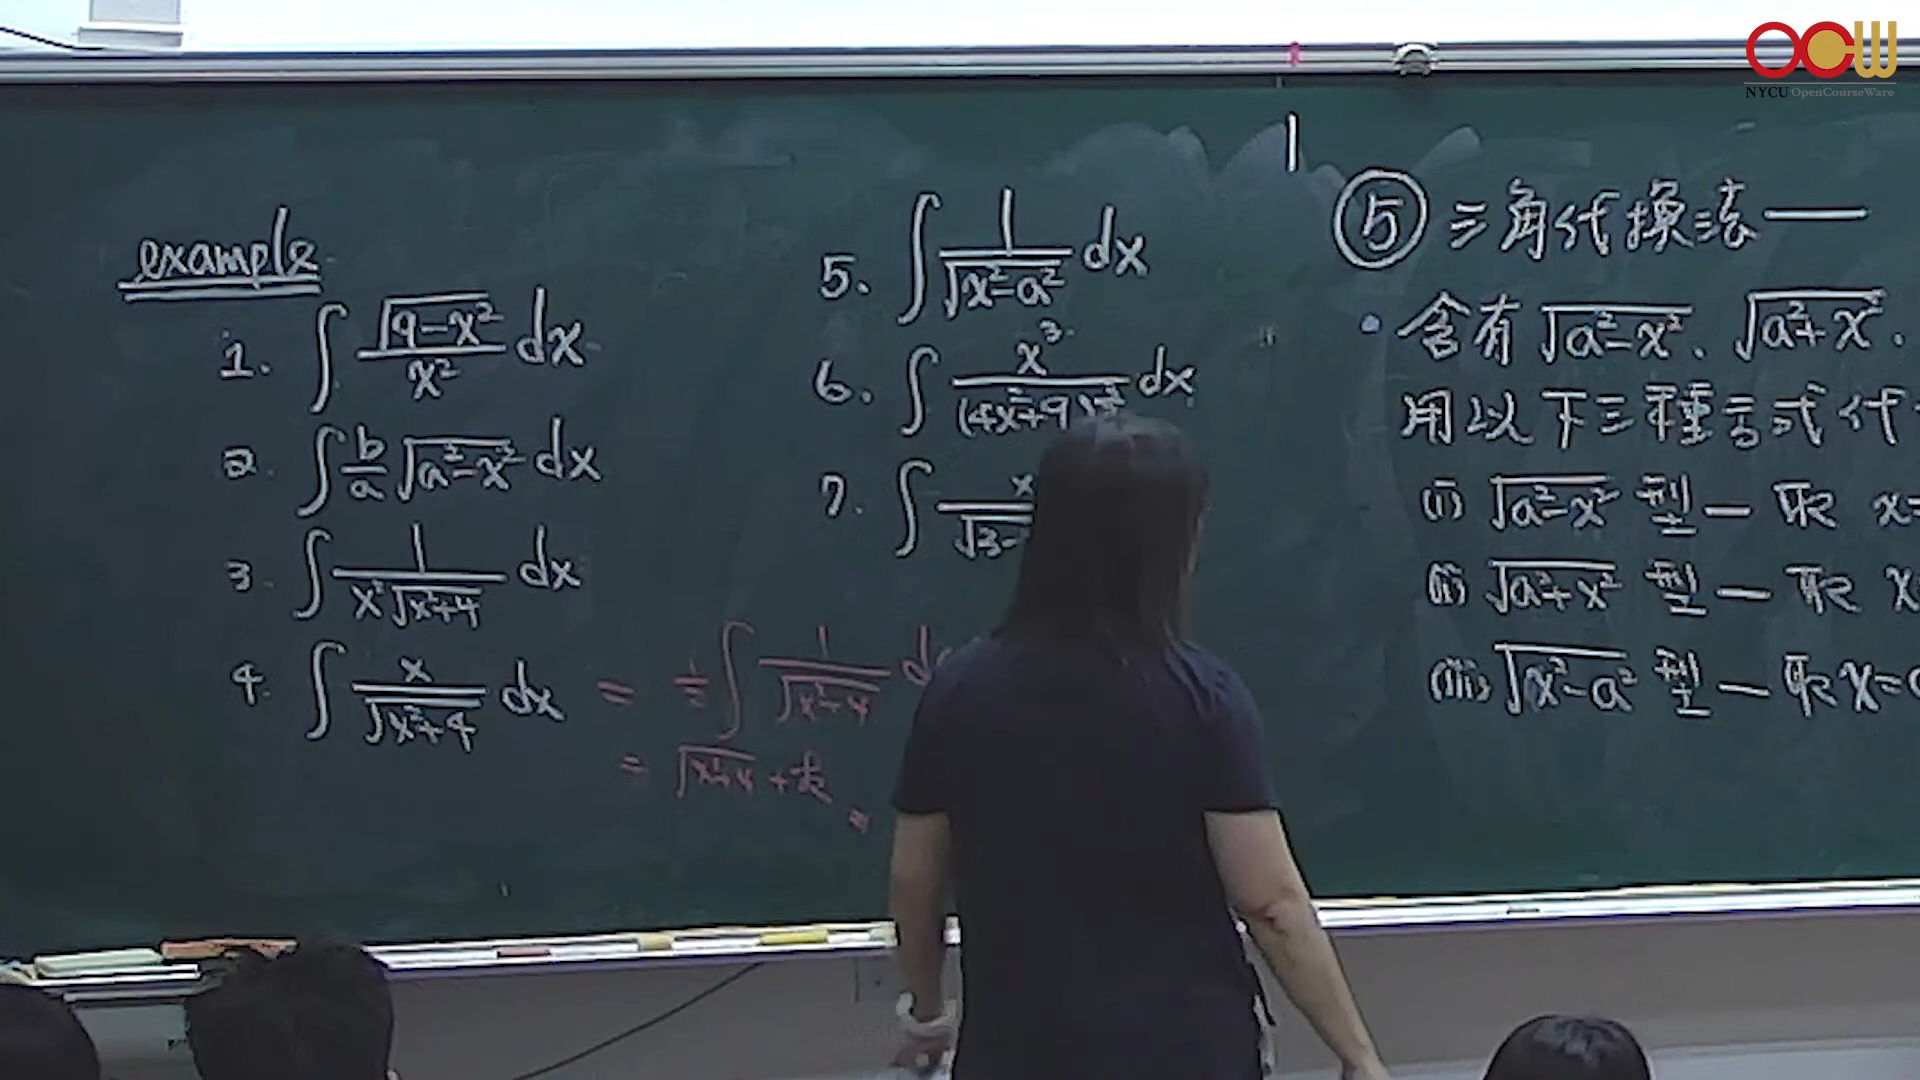 OCW
NYCU OpenCourseWare
example
1. ∫ √(9-x²)/x² dx
2. ∫ b/a √(a²-x²) dx
3. ∫ 1/(x²√(x²+4)) dx
4. ∫ x/√(x²+4) dx = 1/2 ∫ 1/√(x²+4)
= √(x²+4) +
5. ∫ 1/√(x²-a²) dx
6. ∫ x³/(4x²+9) dx
7. ∫ x √3-
⑤ 三角代換法——
• 含有 √(a²-x²)、√(a²+x²)、
用以下三種方式代
(i) √(a²-x²) 型 — 取 x=
(ii) √(a²+x²) 型 — 取 x
(iii) √(x²-a²) 型 — 取 x=